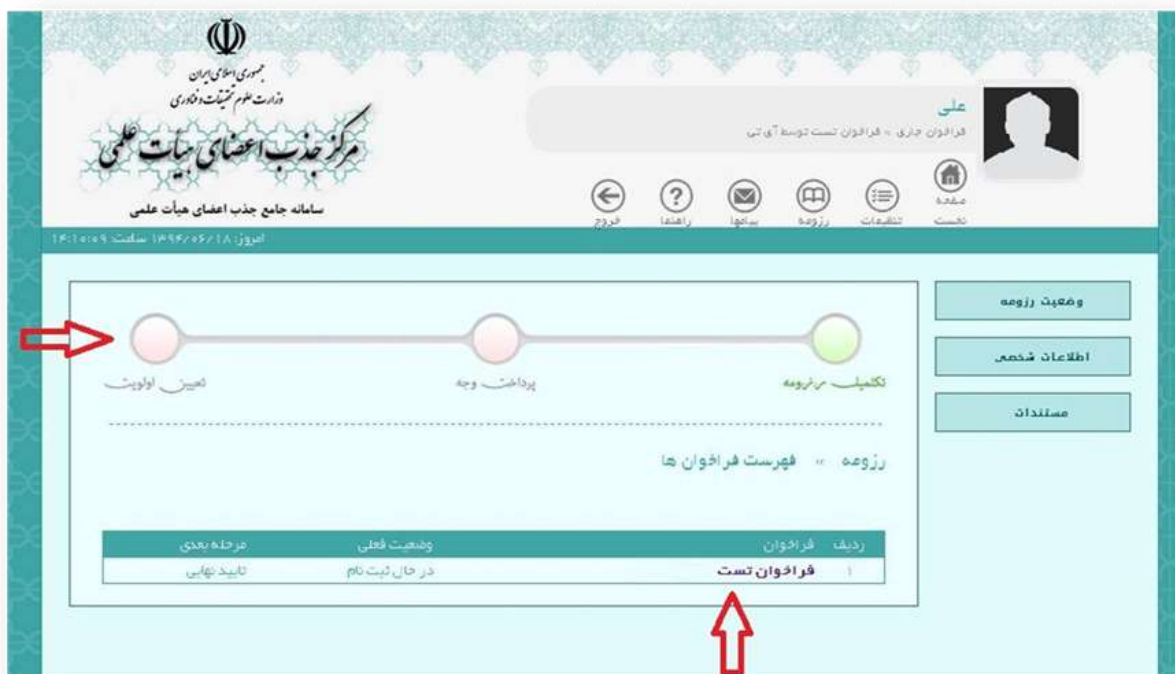 جمهوری اسلامی ایران
وزارت علوم تحقیقات و فناوری
مرکز جذب اعضای هیأت علمی
سامانه جامع جذب اعضای هیأت علمی
علی
فراخوان جاری » فراخوان تست توسط آی تی
صفحه نخست
تنظیمات
رزومه
پیامها
راهنما
خروج
امروز: ۱۳۹۴/۰۶/۱۸ ساعت: ۱۴:۱۰:۰۹
وضعیت رزومه
اطلاعات شخصی
مستندات
تکمیل رزومه
پرداخت وجه
تعیین اولویت
رزومه » فهرست فراخوان ها
ردیف فراخوان وضعیت فعلی مرحله بعدی
۱ فراخوان تست در حال ثبت نام تایید نهایی